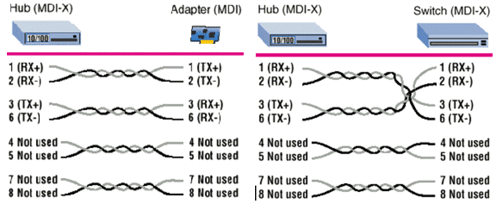 Hub (MDI-X) Adapter (MDI) Hub (MDI-X) Switch (MDI-X)
10/100 10/100
1 (RX+) 1 (TX+) 1 (RX+) 1 (RX+)
2 (RX-) 2 (TX-) 2 (RX-) 2 (RX-)
3 (TX+) 3 (RX+) 3 (TX+) 3 (TX+)
6 (TX-) 6 (RX-) 6 (TX-) 6 (TX-)
4 Not used 4 Not used 4 Not used 4 Not used
5 Not used 5 Not used 5 Not used 5 Not used
7 Not used 7 Not used 7 Not used 7 Not used
8 Not used 8 Not used 8 Not used 8 Not used